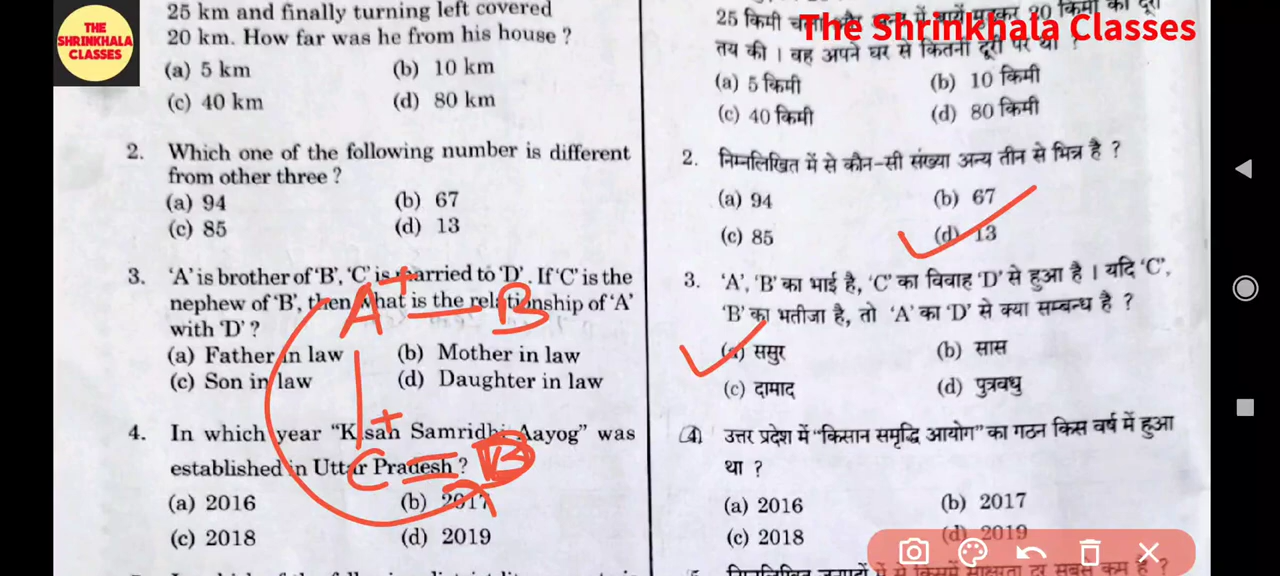 THE
SHRINKHALA
CLASSES
The Shrinkhala Classes
25 km and finally turning left covered
20 km. How far was he from his house ?
(a) 5 km (b) 10 km
(c) 40 km (d) 80 km
2. Which one of the following number is different
from other three ?
(a) 94 (b) 67
(c) 85 (d) 13
3. 'A' is brother of 'B', 'C' is married to 'D'. If 'C' is the
nephew of 'B', then what is the relationship of 'A'
with 'D' ?
(a) Father in law (b) Mother in law
(c) Son in law (d) Daughter in law
4. In which year "Kisan Samridhi Aayog" was
established in Uttar Pradesh ?
(a) 2016 (b) 2017
(c) 2018 (d) 2019
A + B
+
C = B
25 किमी में 20 किमी की दूरी
तय की । वह अपने घर से कितनी दूरी पर था ?
(a) 5 किमी (b) 10 किमी
(c) 40 किमी (d) 80 किमी
2. निम्नलिखित में से कौन-सी संख्या अन्य तीन से भिन्न है ?
(a) 94 (b) 67
(c) 85 (d) 13
3. 'A', 'B' का भाई है, 'C' का विवाह 'D' से हुआ है । यदि 'C',
'B' का भतीजा है, तो 'A' का 'D' से क्या सम्बन्ध है ?
(a) ससुर (b) सास
(c) दामाद (d) पुत्रवधु
4. उत्तर प्रदेश में "किसान समृद्धि आयोग" का गठन किस वर्ष में हुआ
था ?
(a) 2016 (b) 2017
(c) 2018 (d) 2019